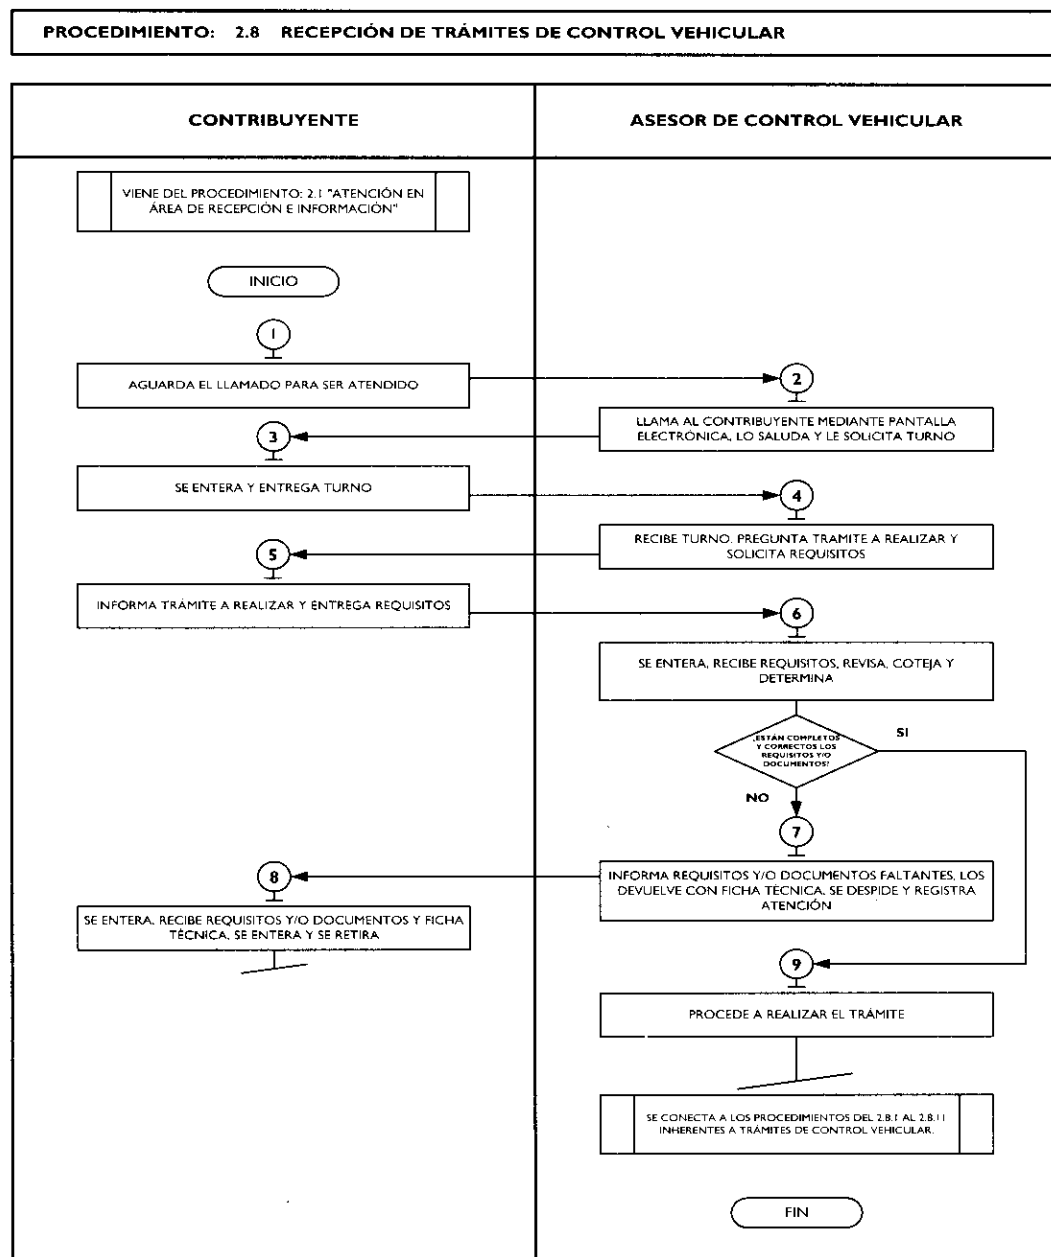 PROCEDIMIENTO: 2.8 RECEPCIÓN DE TRÁMITES DE CONTROL VEHICULAR
CONTRIBUYENTE
ASESOR DE CONTROL VEHICULAR
VIENE DEL PROCEDIMIENTO: 2.1 "ATENCIÓN EN
ÁREA DE RECEPCIÓN E INFORMACIÓN"
INICIO
1
AGUARDA EL LLAMADO PARA SER ATENDIDO
2
LLAMA AL CONTRIBUYENTE MEDIANTE PANTALLA
ELECTRÓNICA, LO SALUDA Y LE SOLICITA TURNO
3
SE ENTERA Y ENTREGA TURNO
4
RECIBE TURNO. PREGUNTA TRAMITE A REALIZAR Y
SOLICITA REQUISITOS
5
INFORMA TRÁMITE A REALIZAR Y ENTREGA REQUISITOS
6
SE ENTERA, RECIBE REQUISITOS, REVISA, COTEJA Y
DETERMINA
¿ESTÁN COMPLETOS
Y CORRECTOS LOS
REQUISITOS Y/O
DOCUMENTOS?
SI
NO
7
INFORMA REQUISITOS Y/O DOCUMENTOS FALTANTES, LOS
DEVUELVE CON FICHA TÉCNICA, SE DESPIDE Y REGISTRA
ATENCIÓN
8
SE ENTERA, RECIBE REQUISITOS Y/O DOCUMENTOS Y FICHA
TÉCNICA, SE ENTERA Y SE RETIRA
9
PROCEDE A REALIZAR EL TRÁMITE
SE CONECTA A LOS PROCEDIMIENTOS DEL 2.8.1 AL 2.8.11
INHERENTES A TRÁMITES DE CONTROL VEHICULAR.
FIN